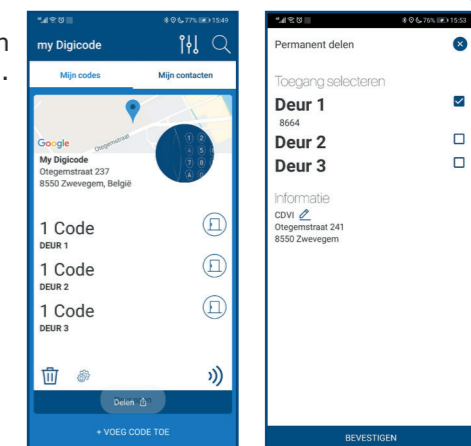 n
.
77% 15:49
my Digicode
Mijn codes
Mijn contacten
Google
Otegemstraat
My Digicode
Otegemstraat 237
8550 Zwevegem, België
1 2
4 5
7 8
A 0
1 Code
DEUR 1
1 Code
DEUR 2
1 Code
DEUR 3
Delen
+ VOEG CODE TOE
76% 15:53
Permanent delen
Toegang selecteren
Deur 1
8664
Deur 2
Deur 3
Informatie
CDVI
Otegemstraat 241
8550 Zwevegem
BEVESTIGEN